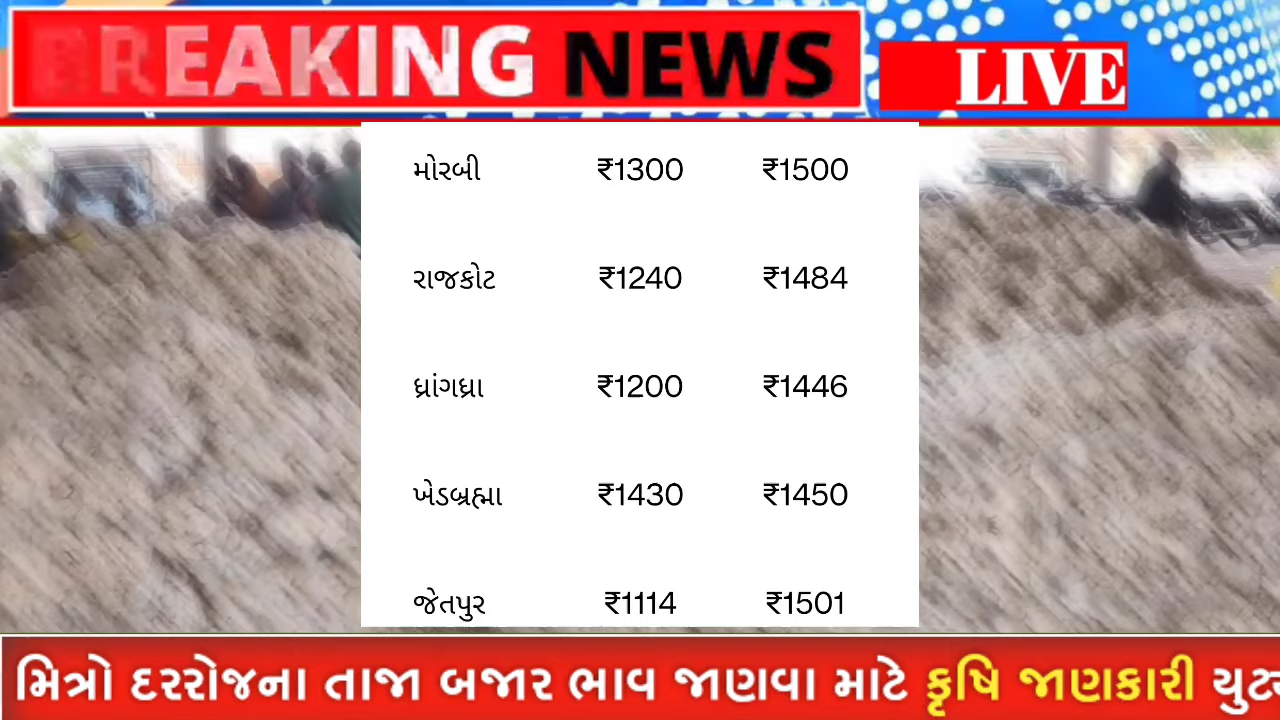 BREAKING NEWS
LIVE
મોરબી ₹1300 ₹1500
રાજકોટ ₹1240 ₹1484
ધ્રાંગધ્રા ₹1200 ₹1446
ખેડબ્રહ્મા ₹1430 ₹1450
જેતપુર ₹1114 ₹1501
મિત્રો દરરોજના તાજા બજાર ભાવ જાણવા માટે કૃષિ જાણકારી